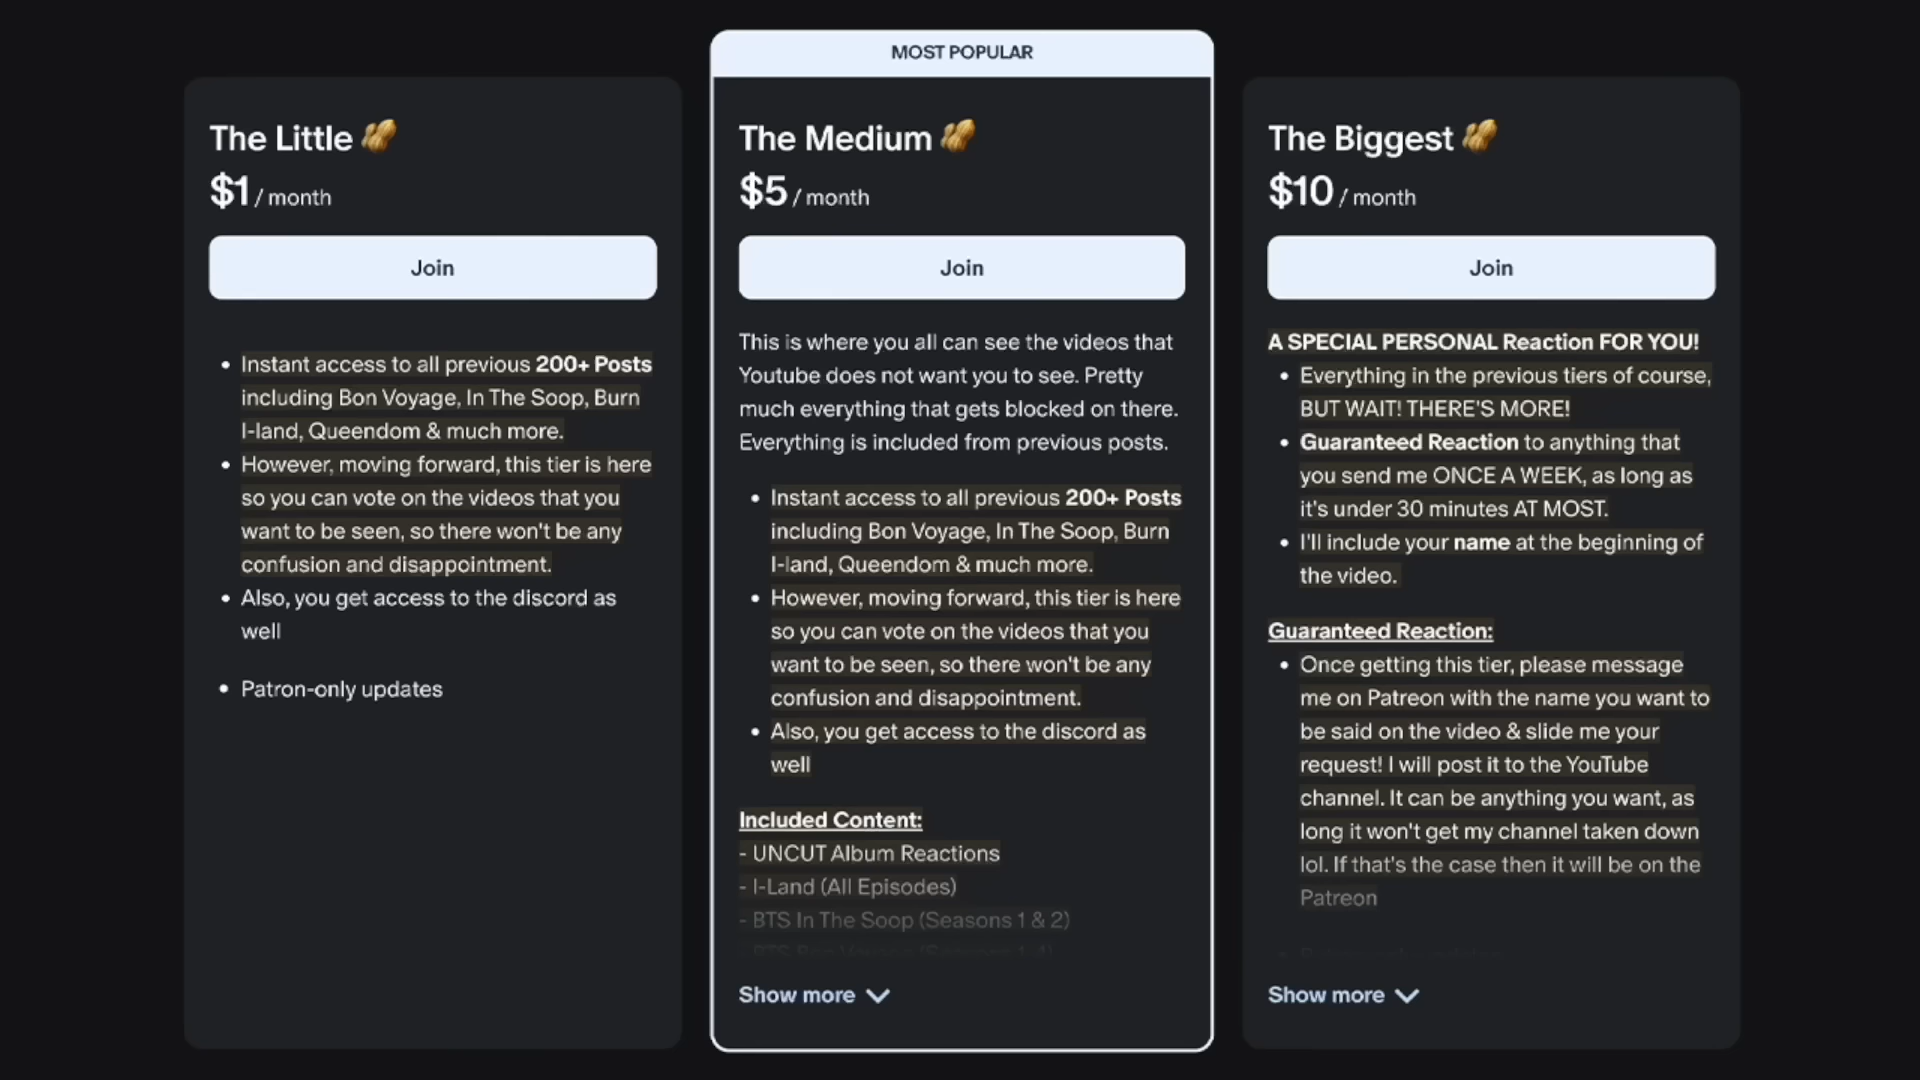 MOST POPULAR
The Little 🥜
$1 / month
Join
• Instant access to all previous 200+ Posts
including Bon Voyage, In The Soop, Burn
I-land, Queendom & much more.
• However, moving forward, this tier is here
so you can vote on the videos that you
want to be seen, so there won't be any
confusion and disappointment.
• Also, you get access to the discord as
well
• Patron-only updates
The Medium 🥜
$5 / month
Join
This is where you all can see the videos that
Youtube does not want you to see. Pretty
much everything that gets blocked on there.
Everything is included from previous posts.
• Instant access to all previous 200+ Posts
including Bon Voyage, In The Soop, Burn
I-land, Queendom & much more.
• However, moving forward, this tier is here
so you can vote on the videos that you
want to be seen, so there won't be any
confusion and disappointment.
• Also, you get access to the discord as
well
Included Content:
- UNCUT Album Reactions
- I-Land (All Episodes)
- BTS In The Soop (Seasons 1 & 2)
- BTS Bon Voyage (Seasons 1-4)
Show more
The Biggest 🥜
$10 / month
Join
A SPECIAL PERSONAL Reaction FOR YOU!
• Everything in the previous tiers of course,
BUT WAIT! THERE'S MORE!
• Guaranteed Reaction to anything that
you send me ONCE A WEEK, as long as
it's under 30 minutes AT MOST.
• I'll include your name at the beginning of
the video.
Guaranteed Reaction:
• Once getting this tier, please message
me on Patreon with the name you want to
be said on the video & slide me your
request! I will post it to the YouTube
channel. It can be anything you want, as
long it won't get my channel taken down
lol. If that's the case then it will be on the
Patreon
Show more